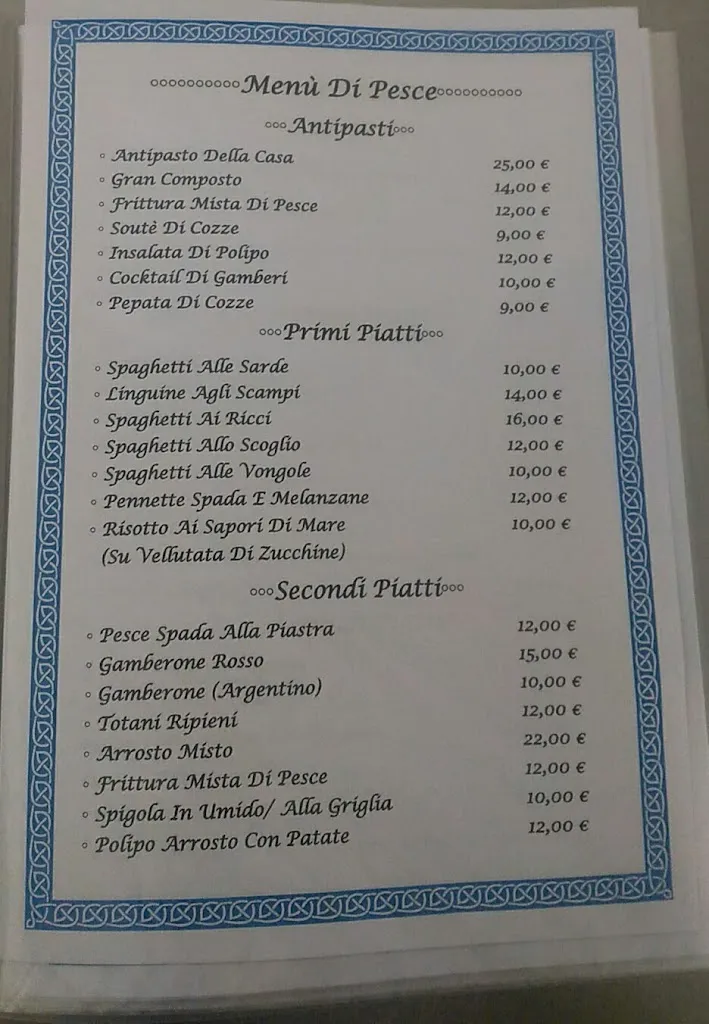 °°°°°°°°°°Menù Di Pesce°°°°°°°°°°
°°°Antipasti°°°
° Antipasto Della Casa 25,00 €
° Gran Composto 14,00 €
° Frittura Mista Di Pesce 12,00 €
° Soutè Di Cozze 9,00 €
° Insalata Di Polipo 12,00 €
° Cocktail Di Gamberi 10,00 €
° Pepata Di Cozze 9,00 €
°°°Primi Piatti°°°
° Spaghetti Alle Sarde 10,00 €
° Linguine Agli Scampi 14,00 €
° Spaghetti Ai Ricci 16,00 €
° Spaghetti Allo Scoglio 12,00 €
° Spaghetti Alle Vongole 10,00 €
° Pennette Spada E Melanzane 12,00 €
° Risotto Ai Sapori Di Mare 10,00 €
(Su Vellutata Di Zucchine)
°°°Secondi Piatti°°°
° Pesce Spada Alla Piastra 12,00 €
° Gamberone Rosso 15,00 €
° Gamberone (Argentino) 10,00 €
° Totani Ripieni 12,00 €
° Arrosto Misto 22,00 €
° Frittura Mista Di Pesce 12,00 €
° Spigola In Umido/ Alla Griglia 10,00 €
° Polipo Arrosto Con Patate 12,00 €